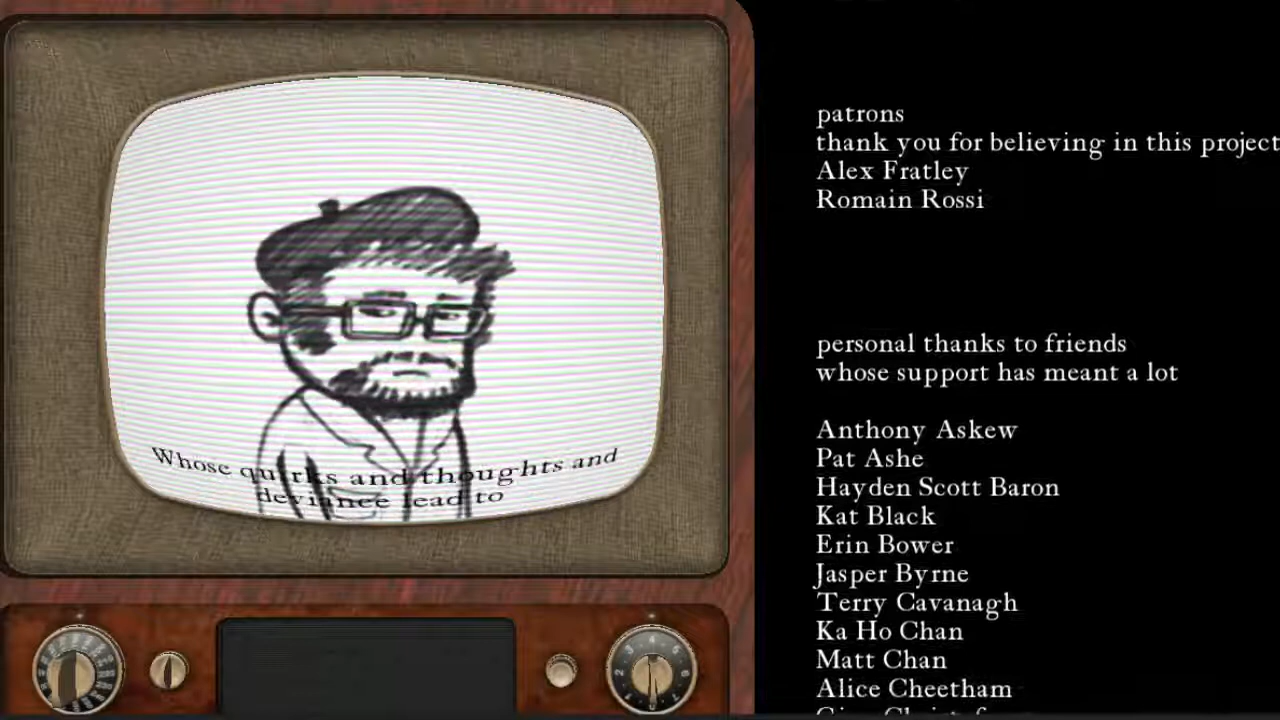 Whose quirks and thoughts and
deviance lead to
patrons
thank you for believing in this project
Alex Fratley
Romain Rossi
personal thanks to friends
whose support has meant a lot
Anthony Askew
Pat Ashe
Hayden Scott Baron
Kat Black
Erin Bower
Jasper Byrne
Terry Cavanagh
Ka Ho Chan
Matt Chan
Alice Cheetham